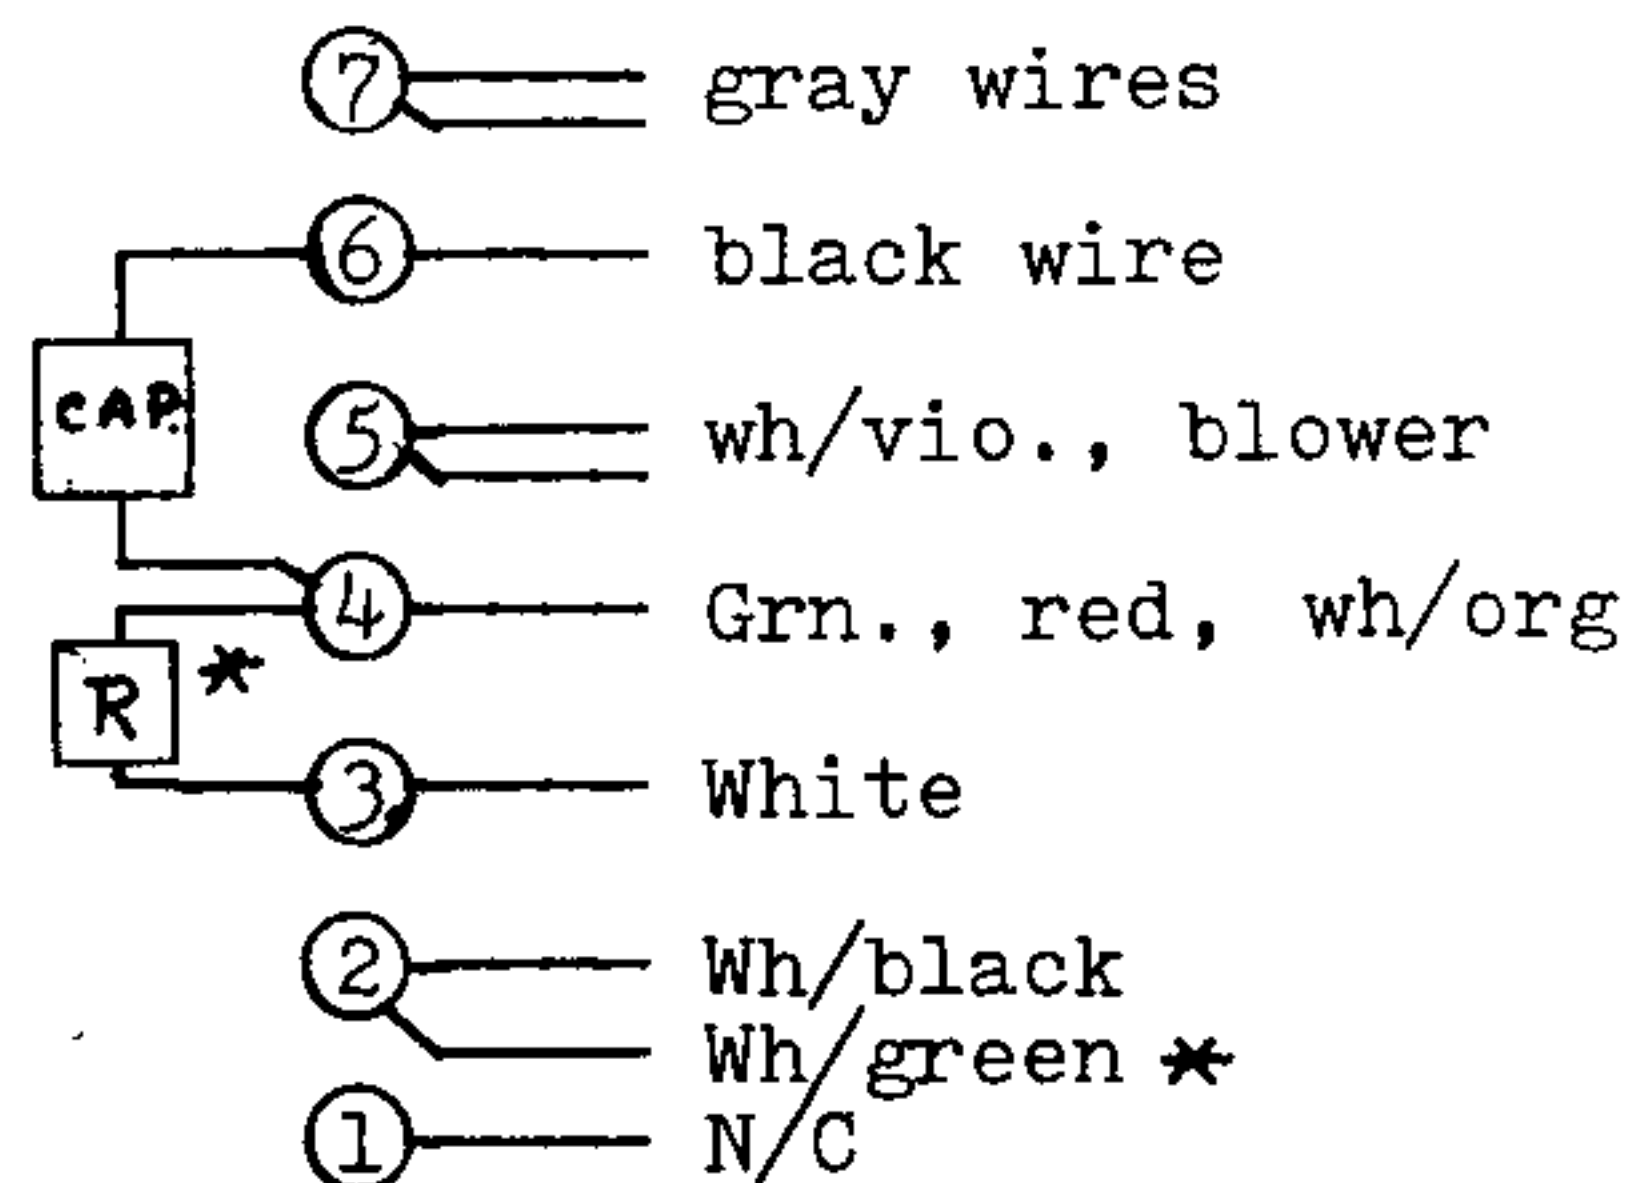 7 gray wires
6 black wire
CAP.
5 wh/vio., blower
4 Grn., red, wh/org
R *
3 White
2 Wh/black
Wh/green *
1 N/C